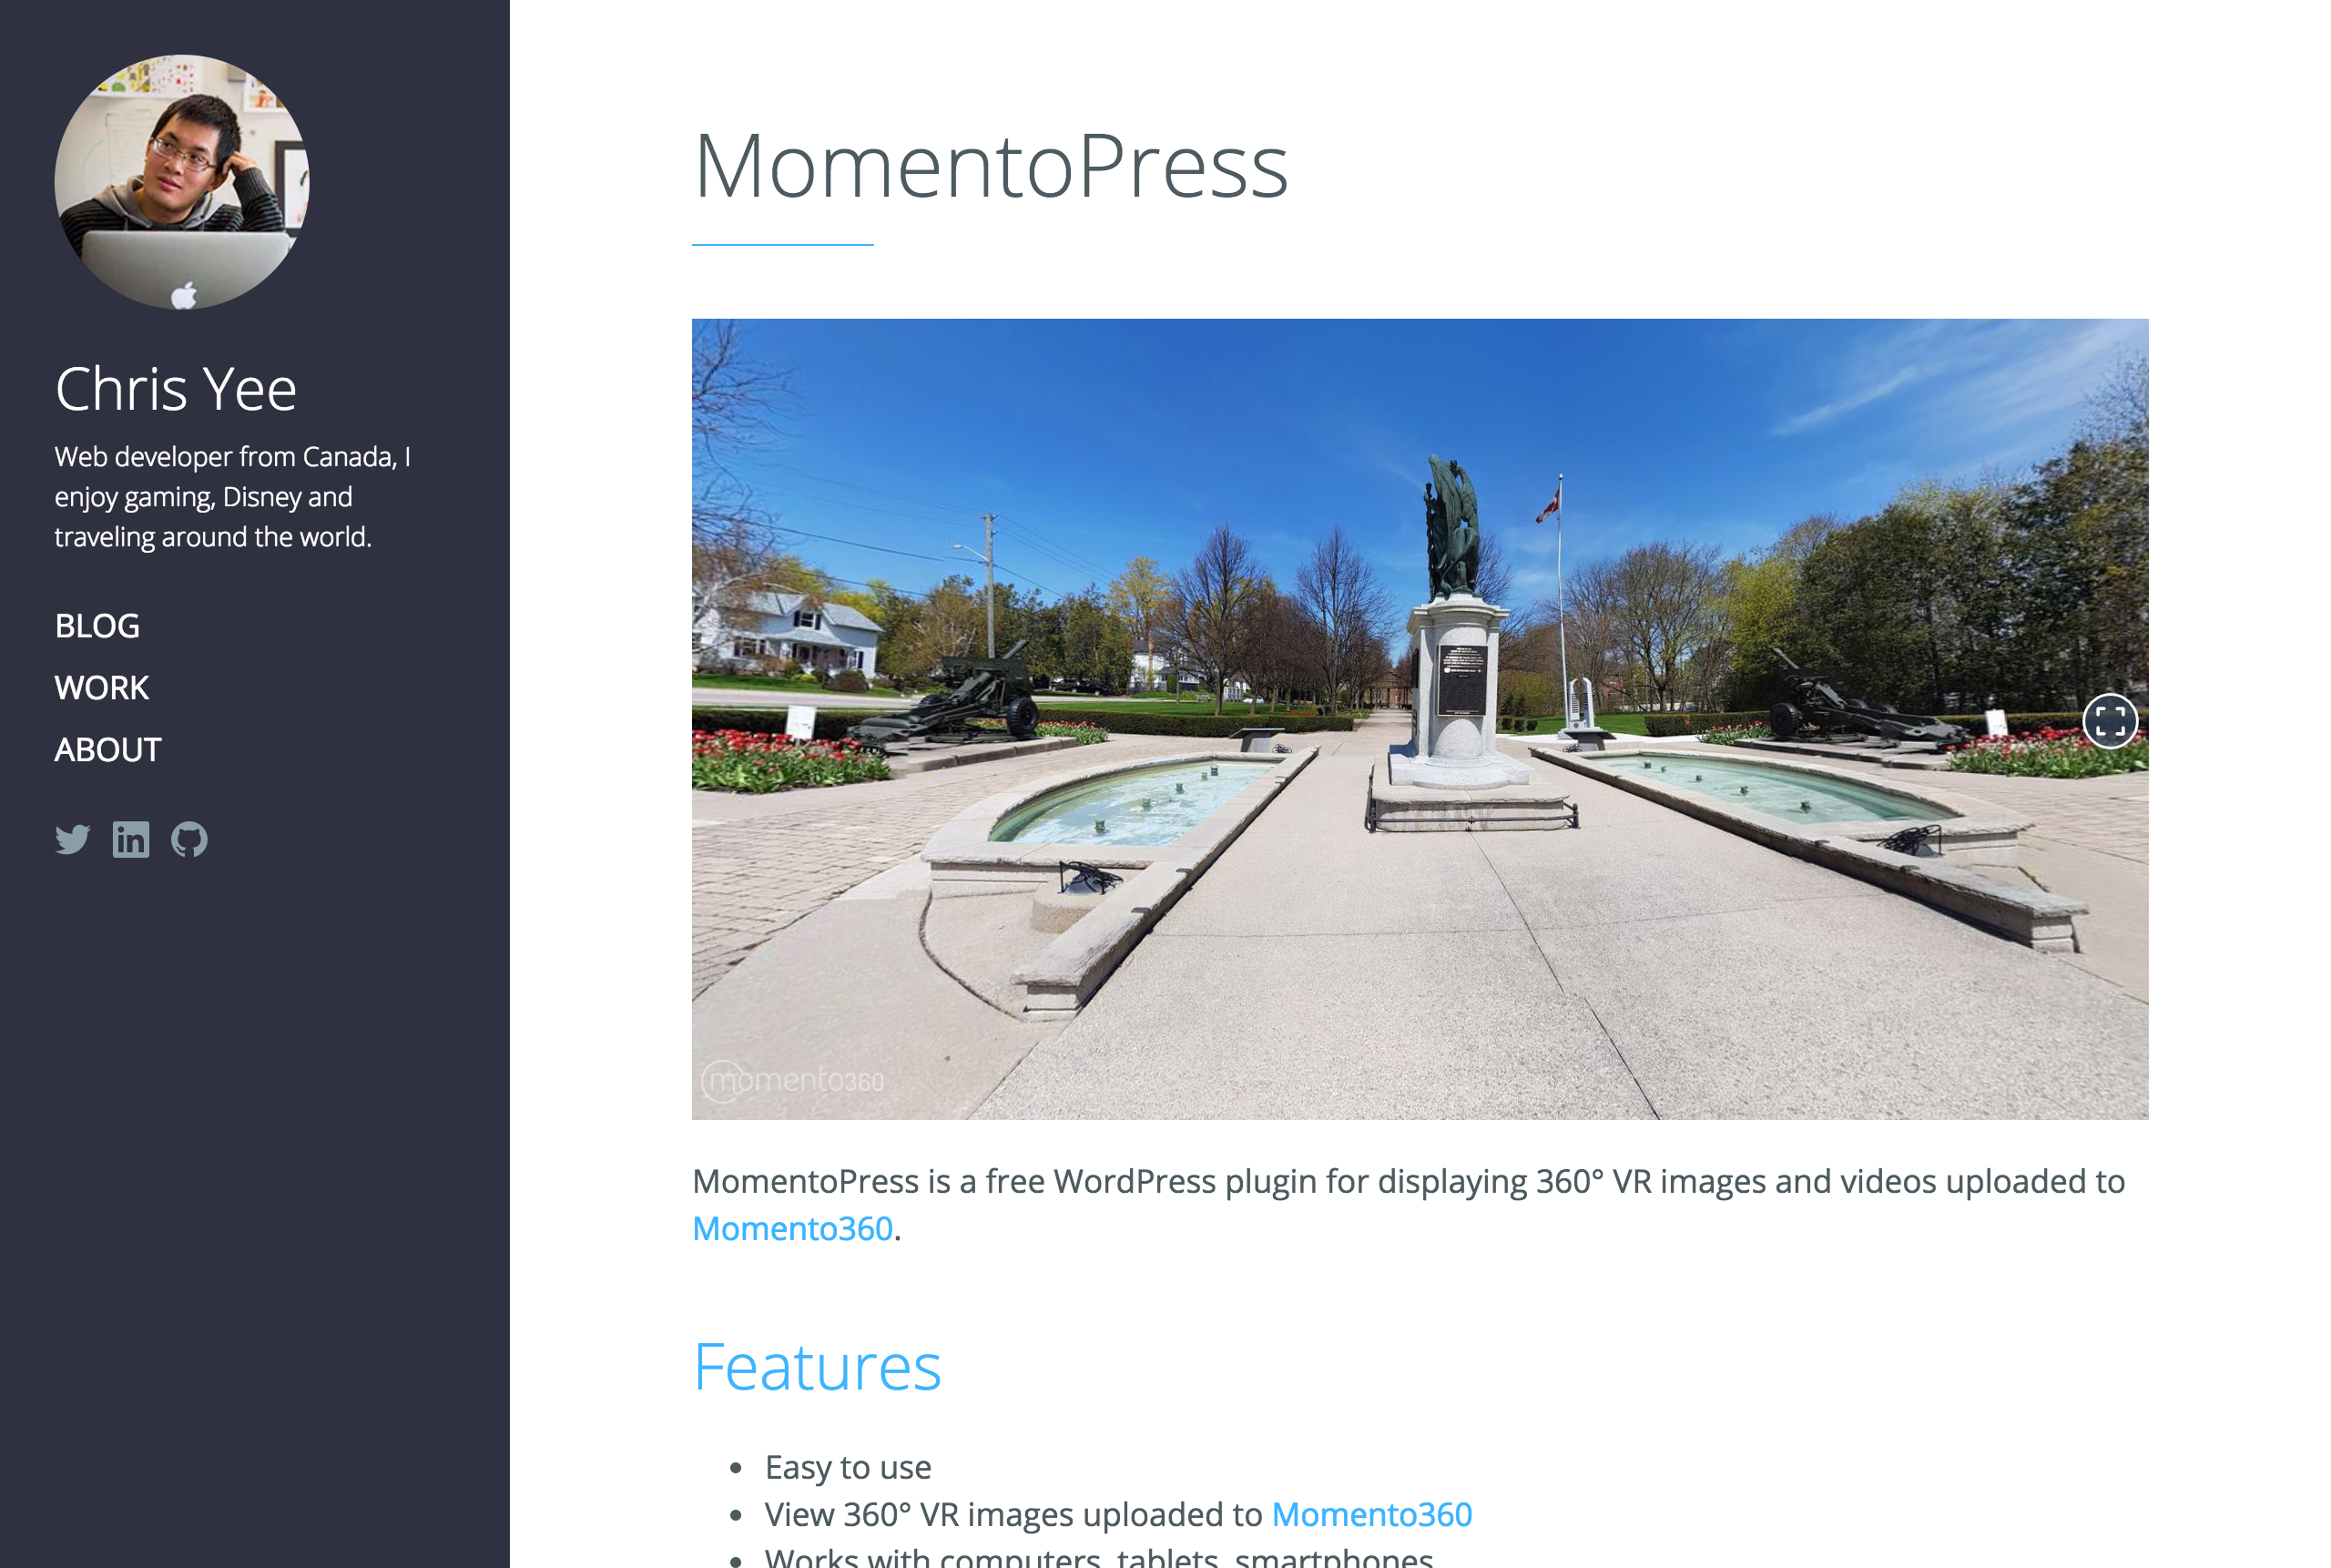 Chris Yee
Web developer from Canada, I
enjoy gaming, Disney and
traveling around the world.
BLOG
WORK
ABOUT
MomentoPress
momento360
MomentoPress is a free WordPress plugin for displaying 360° VR images and videos uploaded to
Momento360.
Features
• Easy to use
• View 360° VR images uploaded to Momento360
• Works with computers, tablets, smartphones